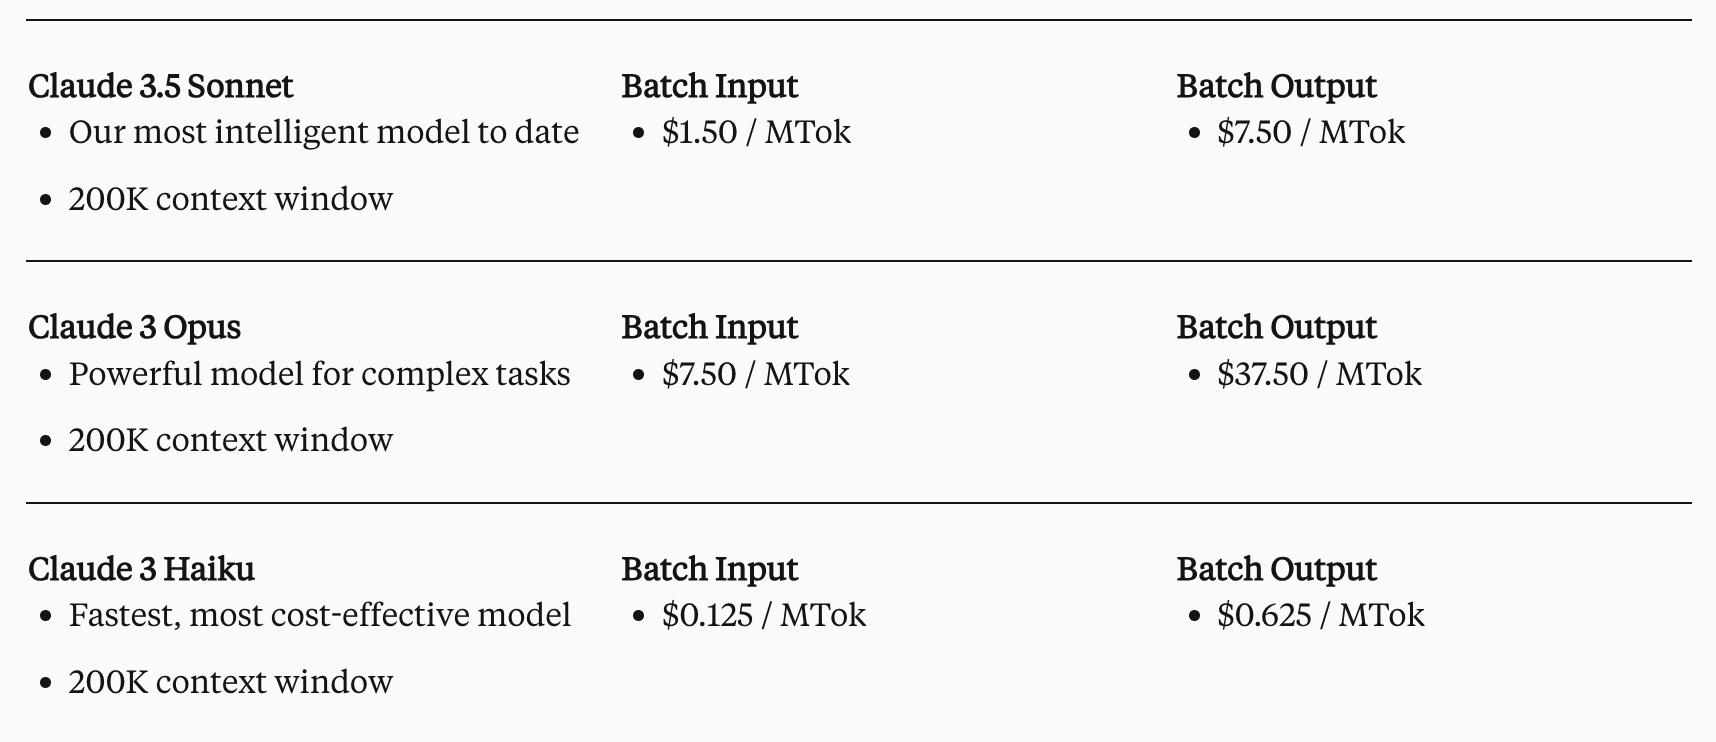 Claude 3.5 Sonnet
• Our most intelligent model to date
• 200K context window
Batch Input
• $1.50 / MTok
Batch Output
• $7.50 / MTok
Claude 3 Opus
• Powerful model for complex tasks
• 200K context window
Batch Input
• $7.50 / MTok
Batch Output
• $37.50 / MTok
Claude 3 Haiku
• Fastest, most cost-effective model
• 200K context window
Batch Input
• $0.125 / MTok
Batch Output
• $0.625 / MTok